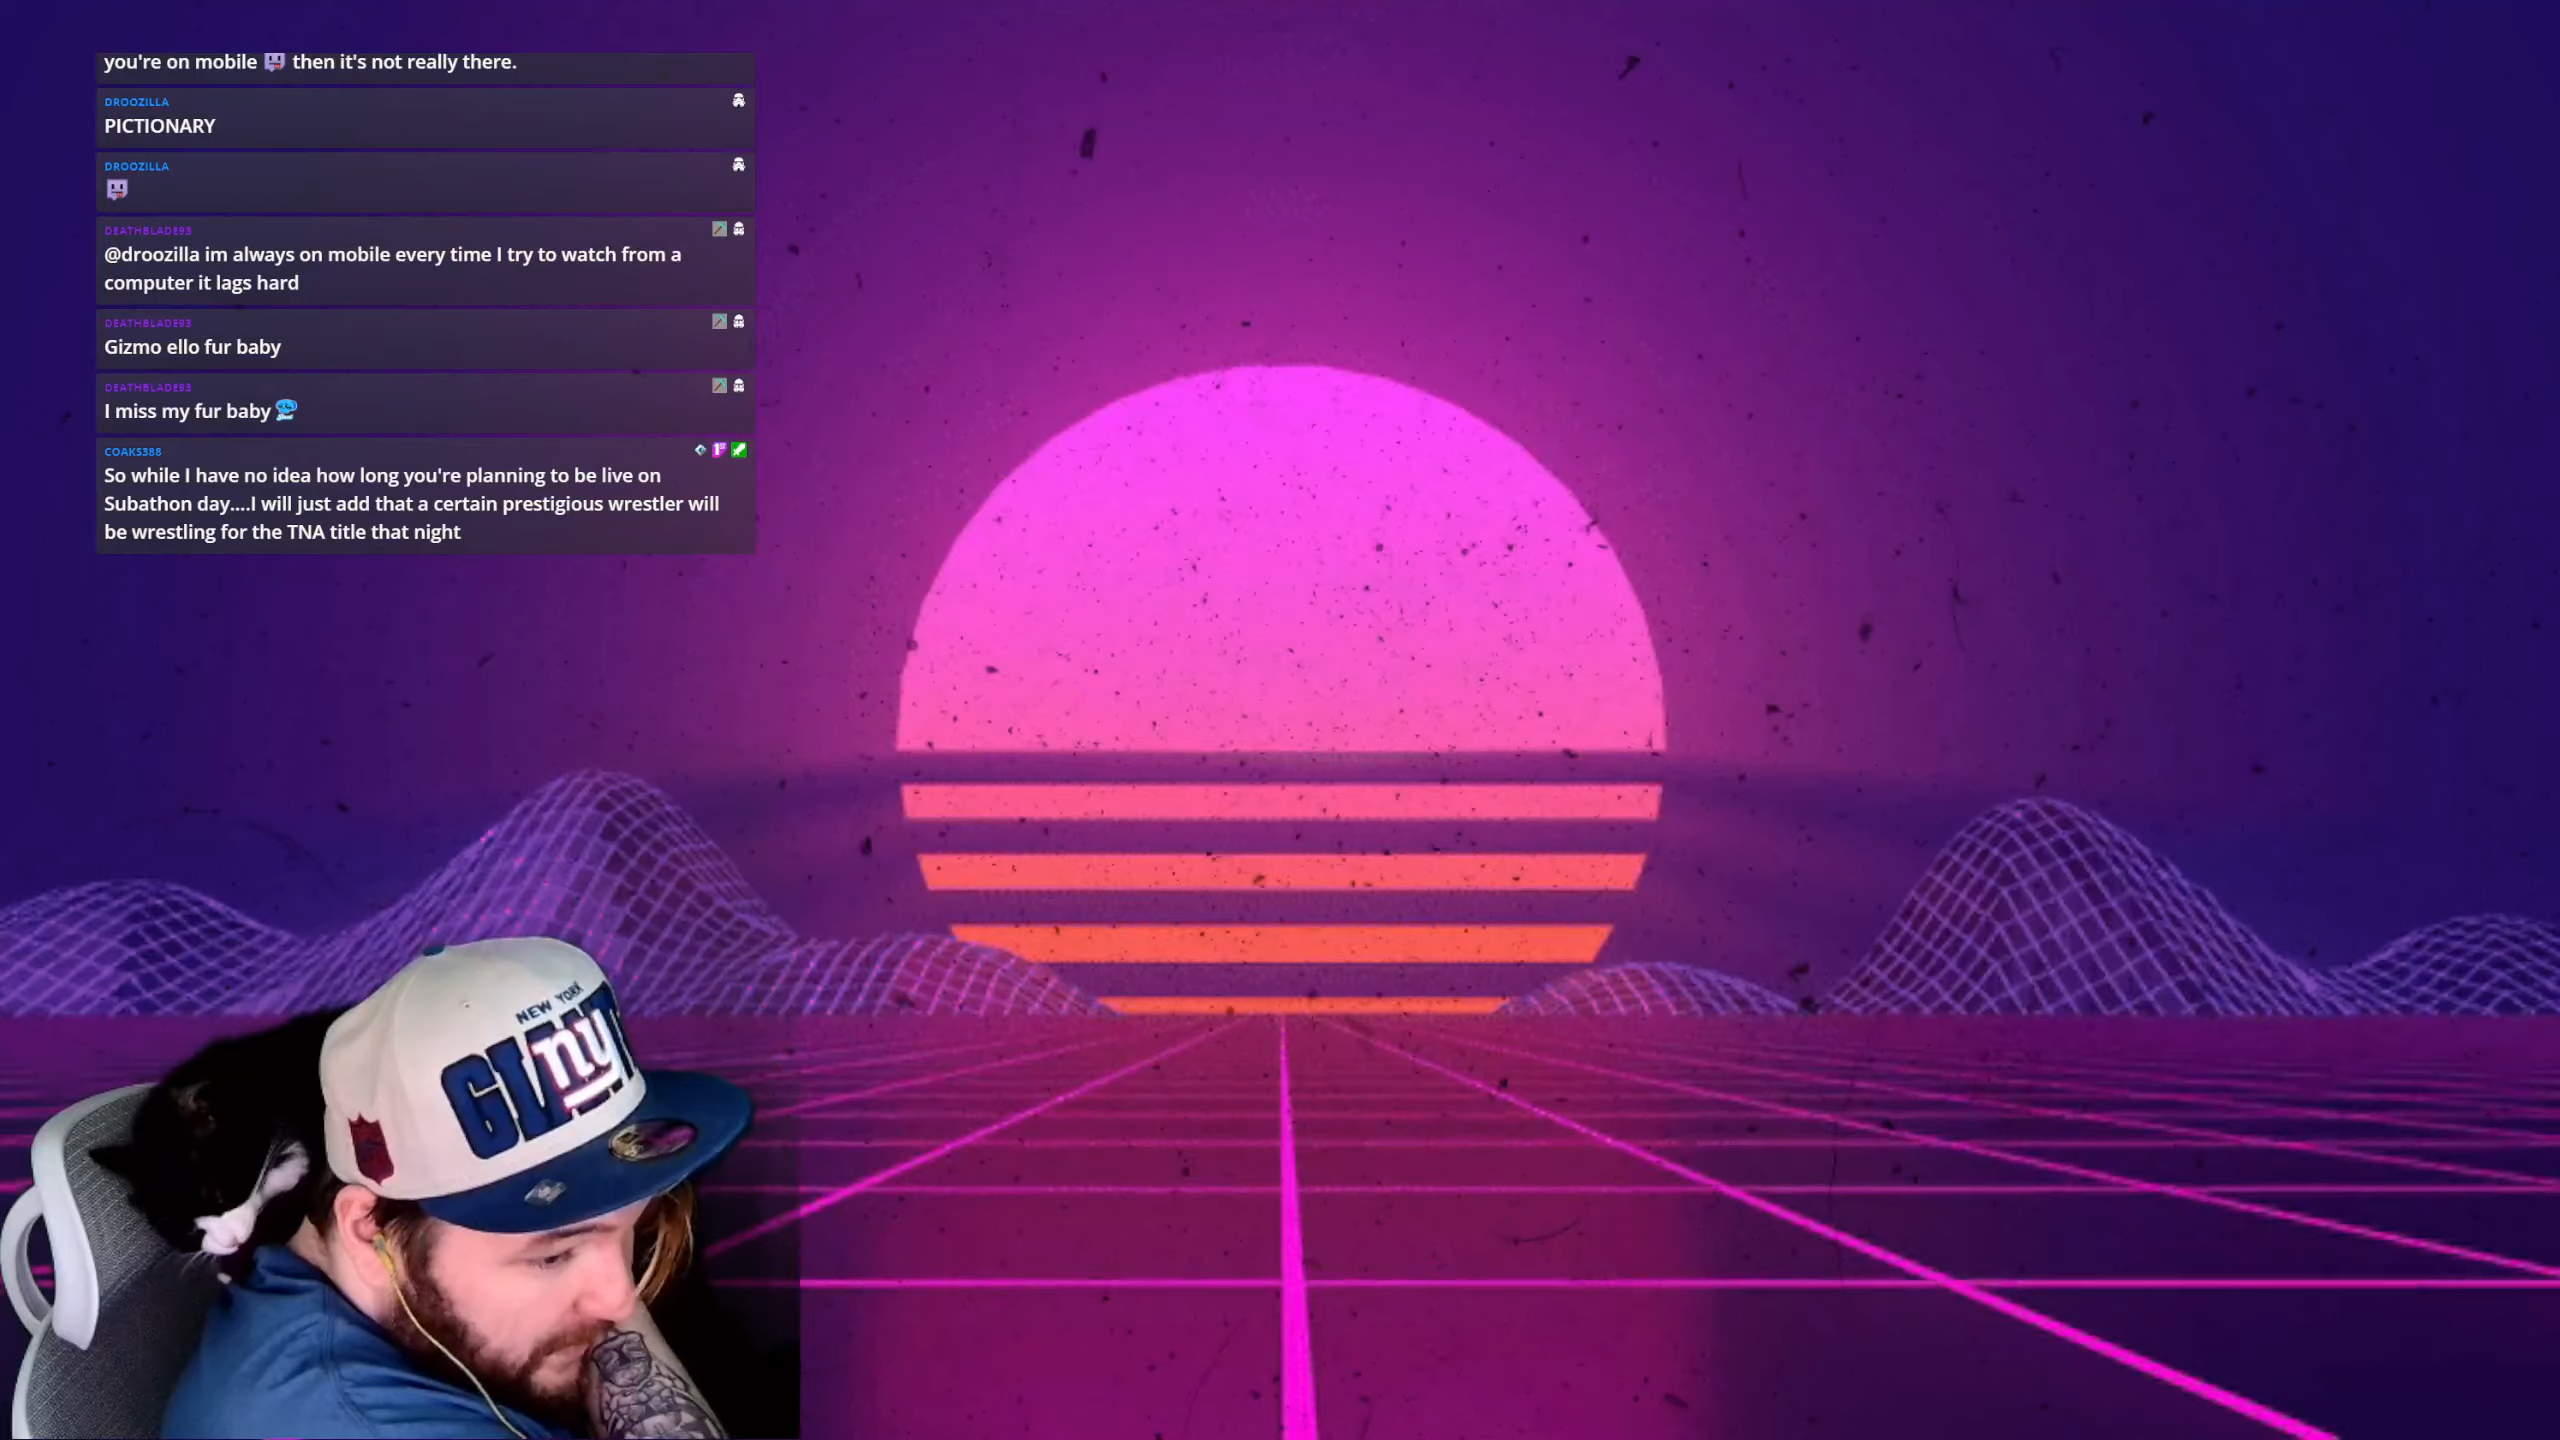 you're on mobile then it's not really there.
DROOZILLA
PICTIONARY
DROOZILLA
DEATHBLADE93
@droozilla im always on mobile every time I try to watch from a
computer it lags hard
DEATHBLADE93
Gizmo ello fur baby
DEATHBLADE93
I miss my fur baby
COAKS388
So while I have no idea how long you're planning to be live on
Subathon day....I will just add that a certain prestigious wrestler will
be wrestling for the TNA title that night
NEW YORK
ny